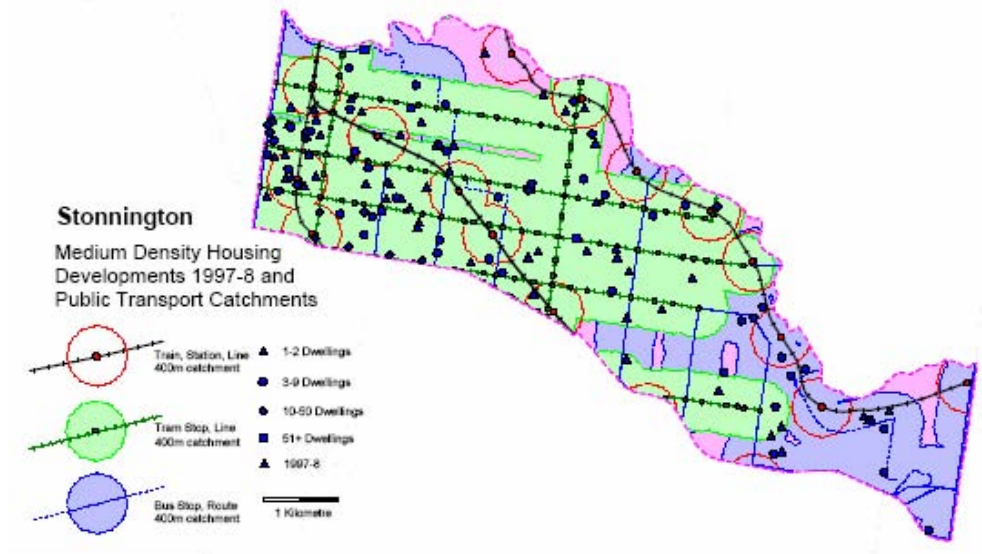 Stonnington
Medium Density Housing
Developments 1997-8 and
Public Transport Catchments
Train, Station, Line
400m catchment
Tram Stop, Line
400m catchment
Bus Stop, Route
400m catchment
1-2 Dwellings
3-9 Dwellings
10-50 Dwellings
51+ Dwellings
1997-8
1 Kilometre